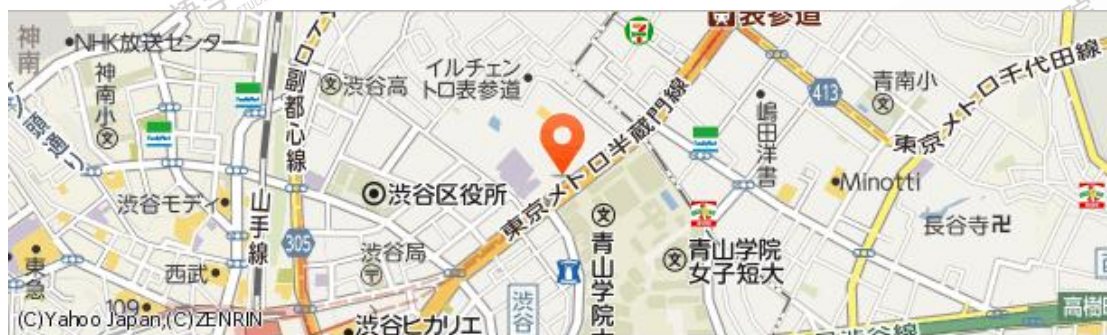 表参道
神南
NHK放送センター
神南小
渋谷高
イルチェン
トロ表参道
副都心線
東京メトロ半蔵門線
嶋田洋書
413
青南小
東京メトロ千代田線
渋谷モディ
山手線
渋谷区役所
Minotti
長谷寺
305
渋谷局
青山学院
女子短大
青山学院
東急
西武
109
渋谷ヒカリエ
渋谷
高樹町
(C)Yahoo Japan,(C)ZENRIN